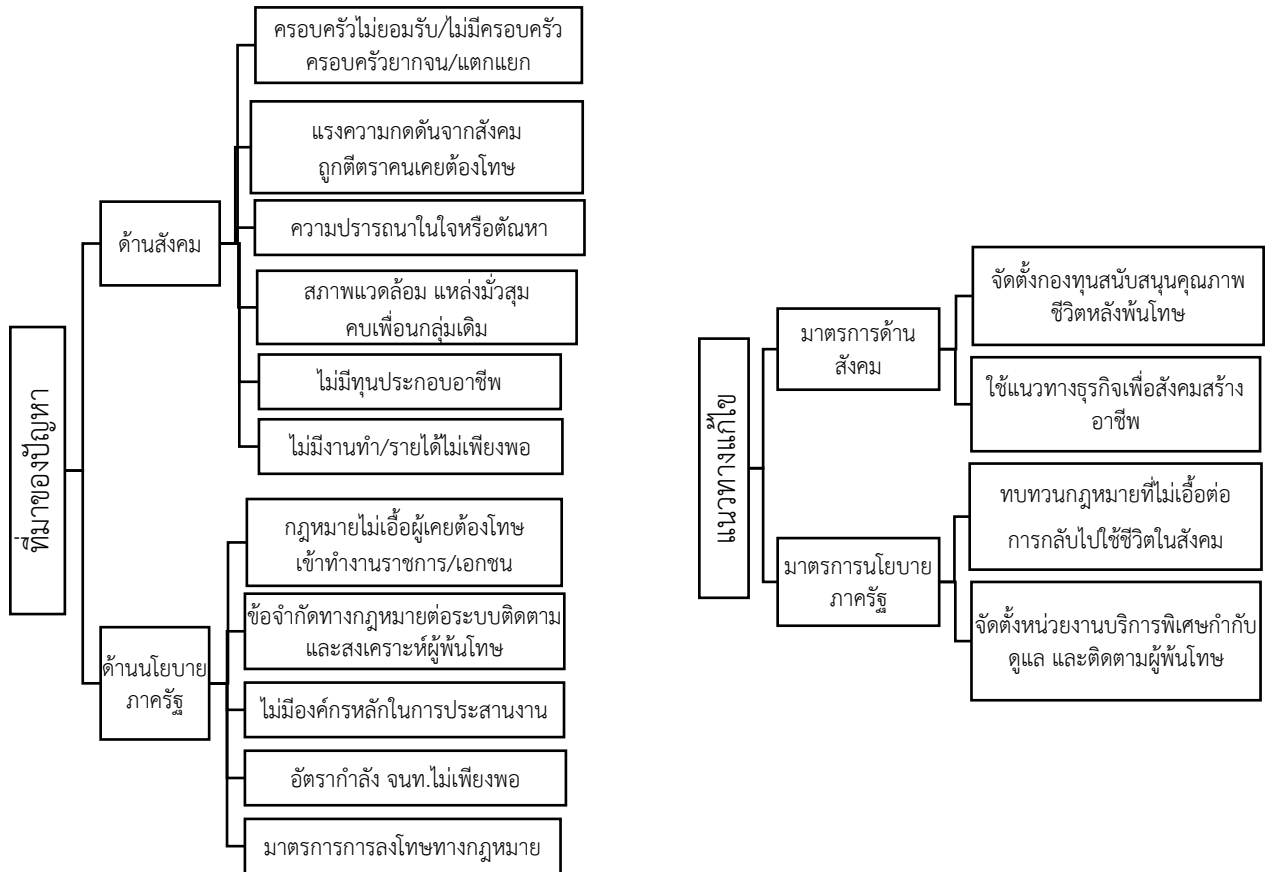 ที่มาของปัญหา
ด้านสังคม
ครอบครัวไม่ยอมรับ/ไม่มีครอบครัว
ครอบครัวยากจน/แตกแยก
แรงความกดดันจากสังคม
ถูกตีตราคนเคยต้องโทษ
ความปรารถนาในใจหรือตัณหา
สภาพแวดล้อม แหล่งมั่วสุม
คบเพื่อนกลุ่มเดิม
ไม่มีทุนประกอบอาชีพ
ไม่มีงานทำ/รายได้ไม่เพียงพอ
ด้านนโยบาย
ภาครัฐ
กฎหมายไม่เอื้อผู้เคยต้องโทษ
เข้าทำงานราชการ/เอกชน
ข้อจำกัดทางกฎหมายต่อระบบติดตาม
และสงเคราะห์ผู้พ้นโทษ
ไม่มีองค์กรหลักในการประสานงาน
อัตรากำลัง จนท.ไม่เพียงพอ
มาตรการการลงโทษทางกฎหมาย
แนวทางแก้ไข
มาตรการด้าน
สังคม
จัดตั้งกองทุนสนับสนุนคุณภาพ
ชีวิตหลังพ้นโทษ
ใช้แนวทางธุรกิจเพื่อสังคมสร้าง
อาชีพ
มาตรการนโยบาย
ภาครัฐ
ทบทวนกฎหมายที่ไม่เอื้อต่อ
การกลับไปใช้ชีวิตในสังคม
จัดตั้งหน่วยงานบริการพิเศษกำกับ
ดูแล และติดตามผู้พ้นโทษ